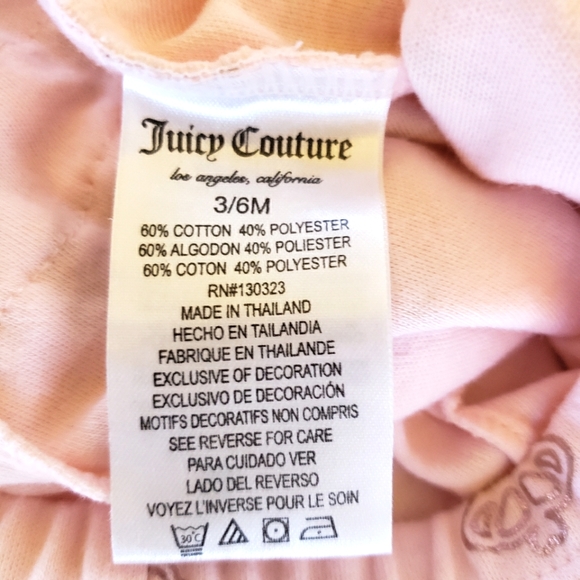 Juicy Couture
los angeles, california
3/6M
60% COTTON 40% POLYESTER
60% ALGODON 40% POLIESTER
60% COTON 40% POLYESTER
RN#130323
MADE IN THAILAND
HECHO EN TAILANDIA
FABRIQUE EN THAILANDE
EXCLUSIVE OF DECORATION
EXCLUSIVO DE DECORACIÓN
MOTIFS DECORATIFS NON COMPRIS
SEE REVERSE FOR CARE
PARA CUIDADO VER
LADO DEL REVERSO
VOYEZ L'INVERSE POUR LE SOIN
30°C